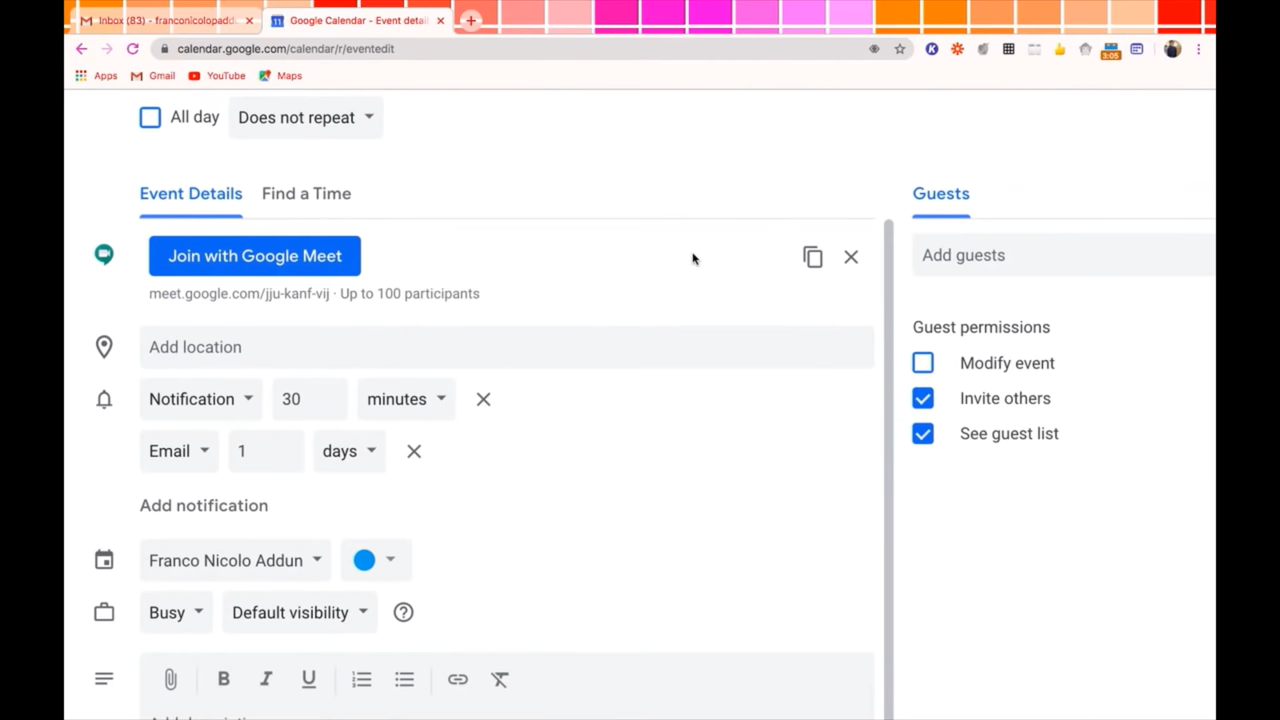 Inbox (83) - franconicolopadd
Google Calendar - Event detai
calendar.google.com/calendar/r/eventedit
3:05
Apps Gmail YouTube Maps
All day Does not repeat
Event Details Find a Time Guests
Join with Google Meet Add guests
meet.google.com/jju-kanf-vij · Up to 100 participants
Guest permissions
Add location
Modify event
Notification 30 minutes Invite others
See guest list
Email 1 days
Add notification
Franco Nicolo Addun
Busy Default visibility
B I U